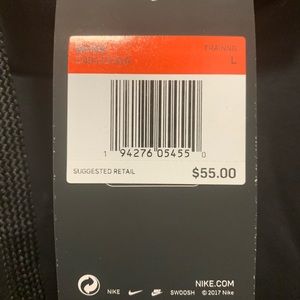 TRAINING
L
1 94276 05455 0
SUGGESTED RETAIL $55.00
NIKE.COM
NIKE SWOOSH © 2017 Nike